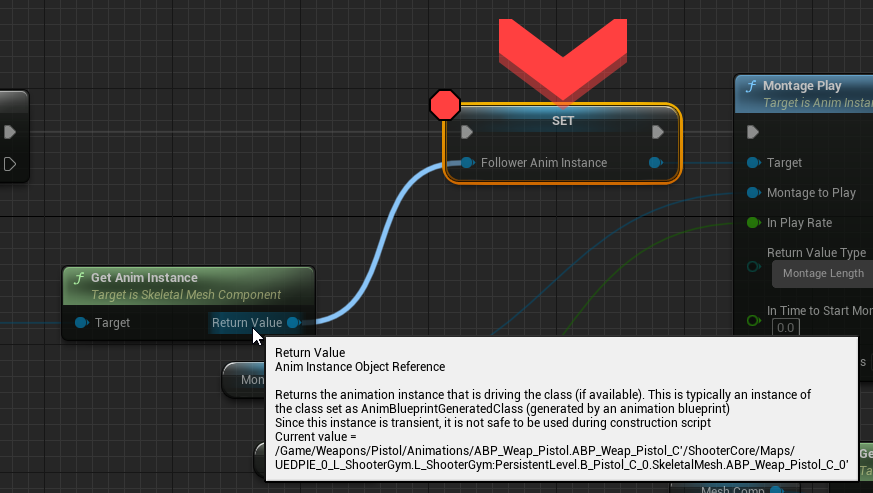 SET
Follower Anim Instance
Montage Play
Target is Anim Insta
Target
Montage to Play
In Play Rate
Return Value Type
Montage Length
In Time to Start Mon
0.0
f Get Anim Instance
Target is Skeletal Mesh Component
Target
Return Value
Mon
Return Value
Anim Instance Object Reference
Returns the animation instance that is driving the class (if available). This is typically an instance of
the class set as AnimBlueprintGeneratedClass (generated by an animation blueprint)
Since this instance is transient, it is not safe to be used during construction script
Current value =
/Game/Weapons/Pistol/Animations/ABP_Weap_Pistol.ABP_Weap_Pistol_C'/ShooterCore/Maps/
UEDPIE_0_L_ShooterGym.L_ShooterGym:PersistentLevel.B_Pistol_C_0.SkeletalMesh.ABP_Weap_Pistol_C_0'
s
Ge
Ta
Mesh Comp